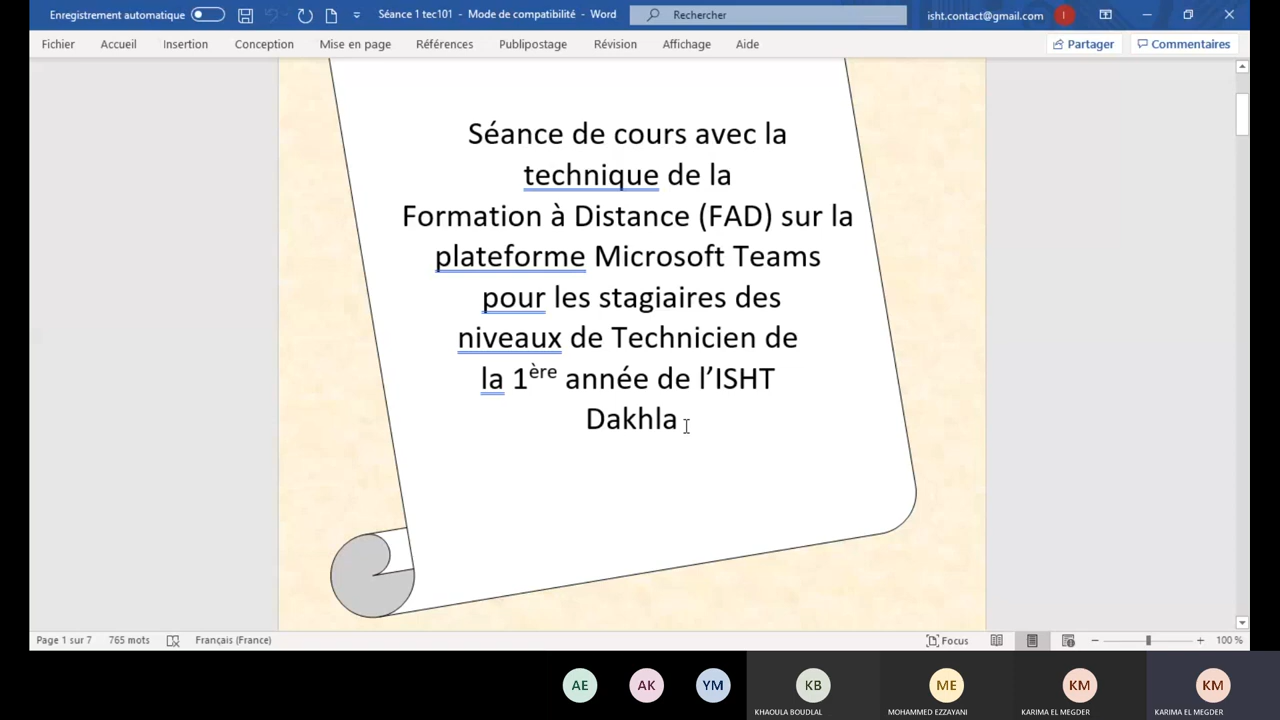 Enregistrement automatique
Séance 1 tec101 - Mode de compatibilité - Word
Rechercher
isht.contact@gmail.com
I
Fichier Accueil Insertion Conception Mise en page Références Publipostage Révision Affichage Aide
Partager
Commentaires
Séance de cours avec la
technique de la
Formation à Distance (FAD) sur la
plateforme Microsoft Teams
pour les stagiaires des
niveaux de Technicien de
la 1ère année de l’ISHT
Dakhla
Page 1 sur 7 765 mots Français (France)
Focus
100 %
AE AK YM KB ME KM KM
KHAOULA BOUDLAL MOHAMMED EZZAYANI KARIMA EL MEGDER KARIMA EL MEGDER